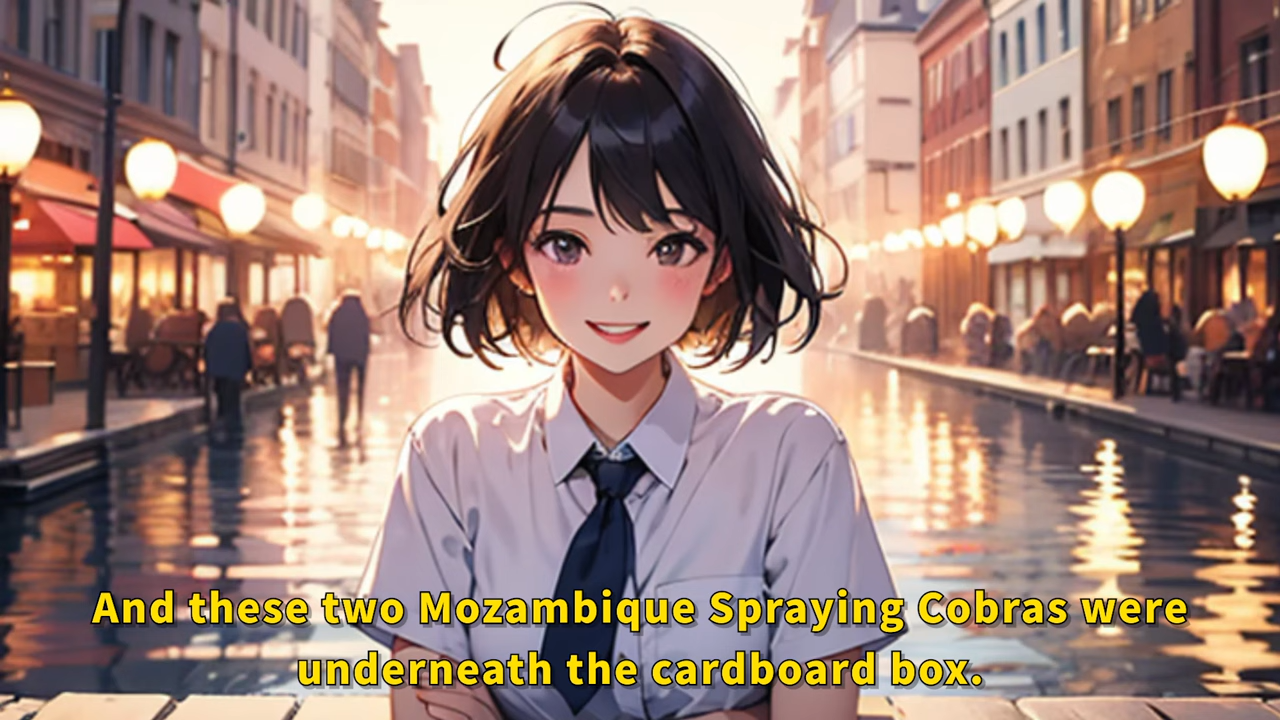 And these two Mozambique Spraying Cobras were
underneath the cardboard box.